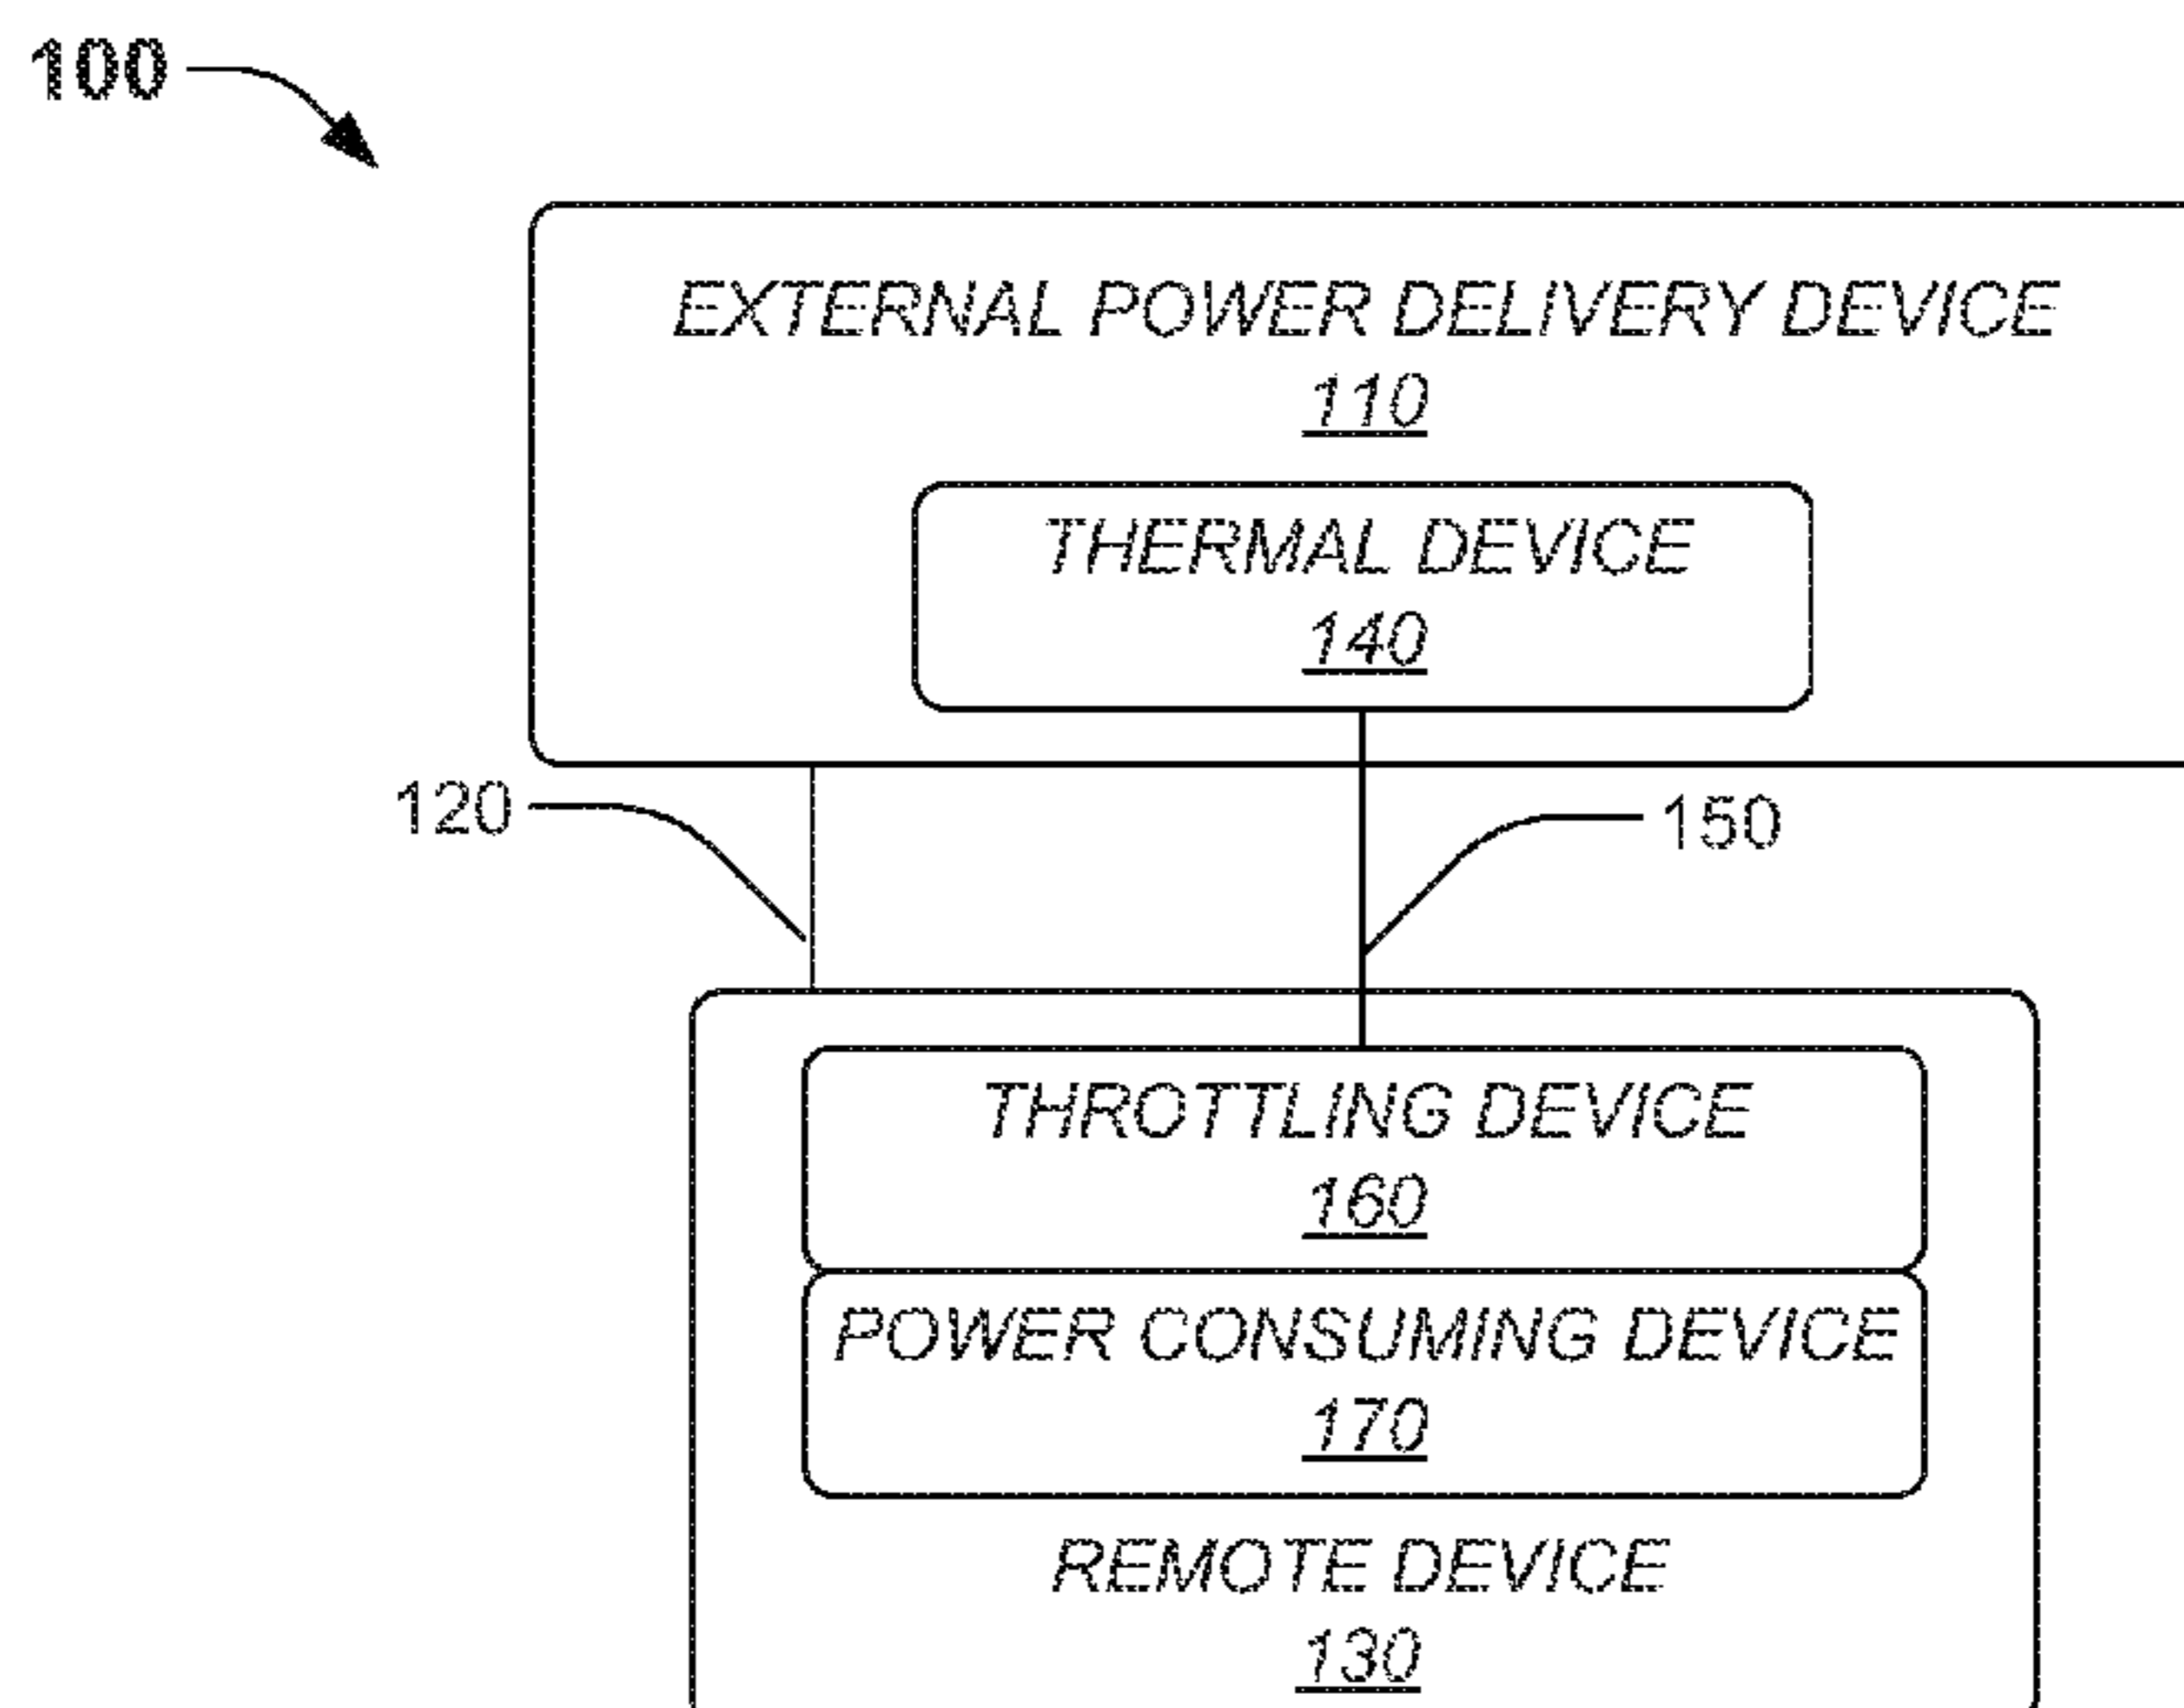 100
EXTERNAL POWER DELIVERY DEVICE
110
THERMAL DEVICE
140
120
150
THROTTLING DEVICE
160
POWER CONSUMING DEVICE
170
REMOTE DEVICE
130